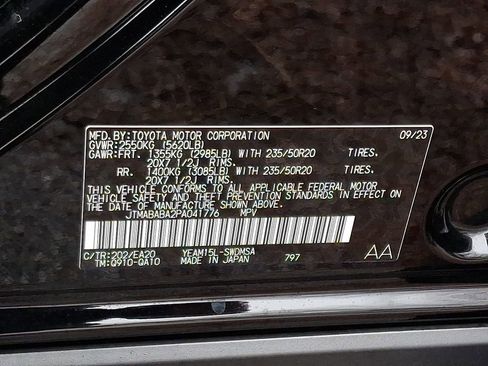 MFD. BY: TOYOTA MOTOR CORPORATION 09/23
GVWR: 2550KG (5620LB)
GAWR: FRT. 1355KG (2985LB) WITH 235/50R20 TIRES.
20X7 1/2J RIMS.
RR. 1400KG (3085LB) WITH 235/50R20 TIRES.
20X7 1/2J RIMS.
THIS VEHICLE CONFORMS TO ALL APPLICABLE FEDERAL MOTOR
VEHICLE SAFETY AND THEFT PREVENTION STANDARDS IN EFFECT ON
THE DATE OF MANUFACTURE SHOWN ABOVE.
JTMABABA2PA041776 MPV
C/TR: 202/EA20 YEAM15L-SWDMSA
TM: Q910-QA10 MADE IN JAPAN 797 AA